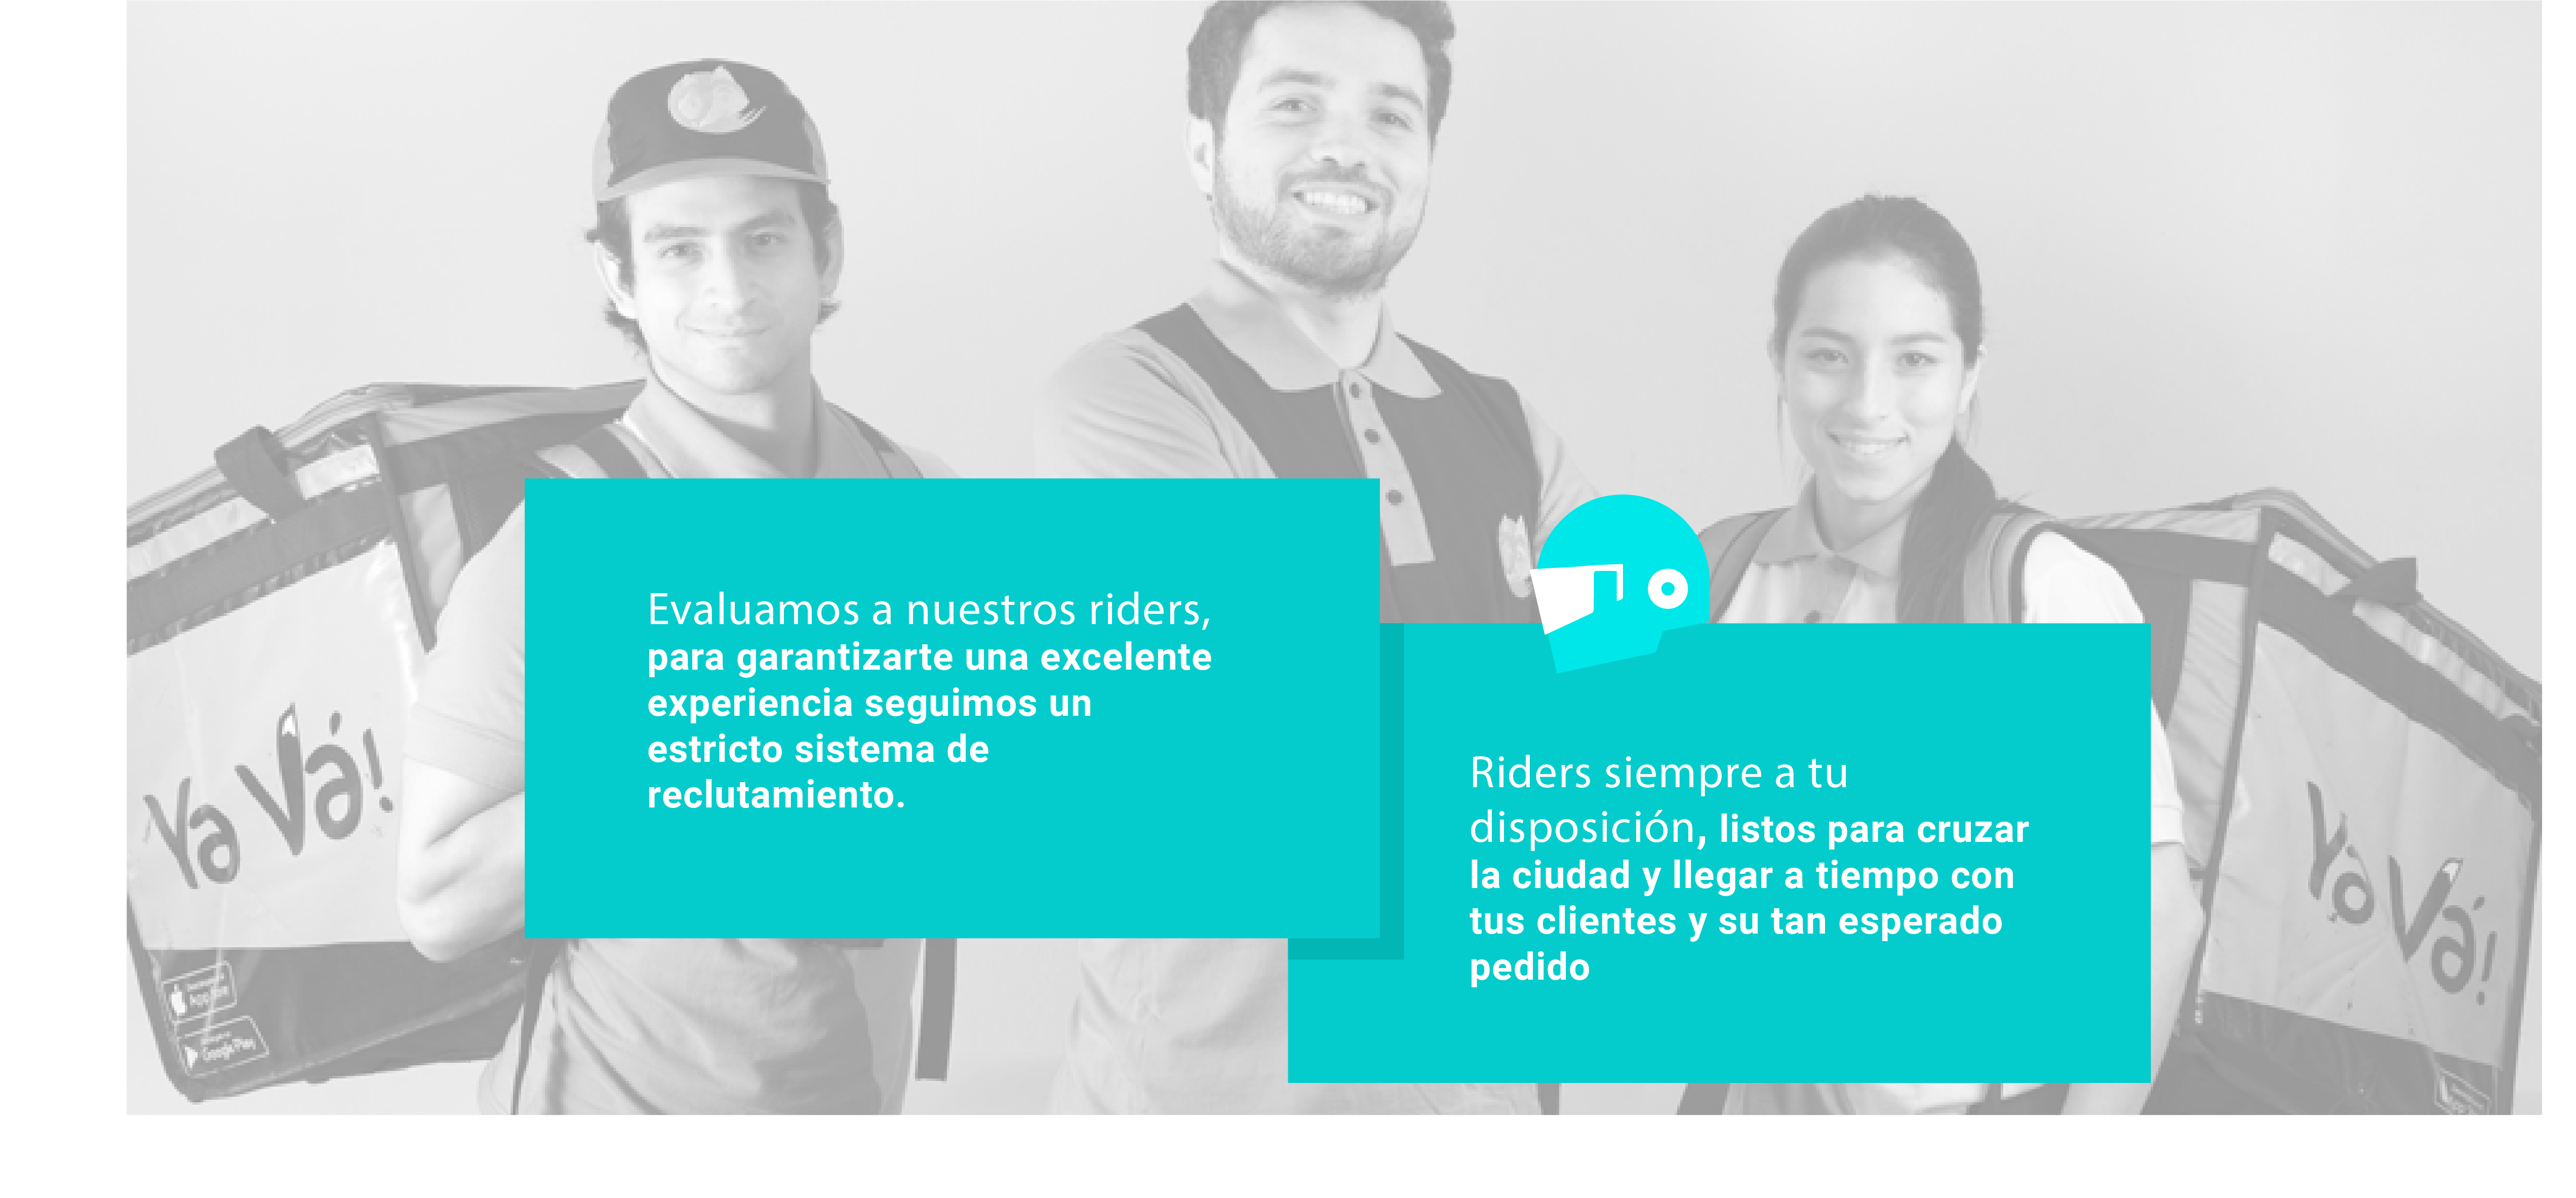 Evaluamos a nuestros riders,
para garantizarte una excelente
experiencia seguimos un
estricto sistema de
reclutamiento.
Riders siempre a tu
disposición, listos para cruzar
la ciudad y llegar a tiempo con
tus clientes y su tan esperado
pedido
Ya Vá!
App Store
Google Play
Ya Vá!